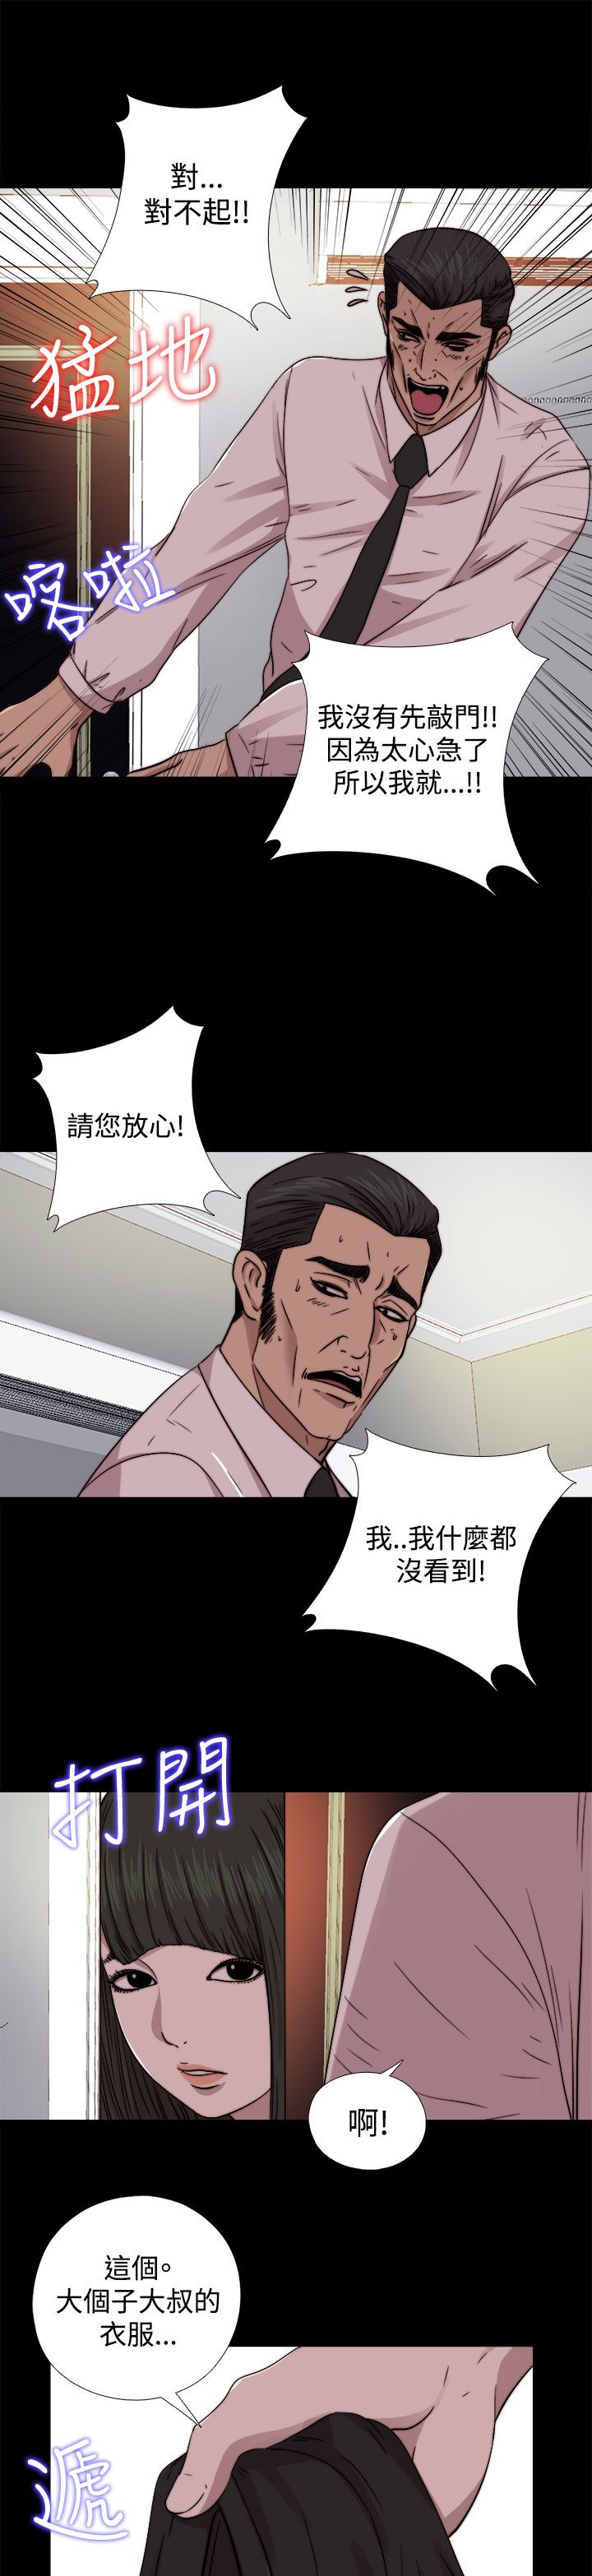 對...
對不起!!
猛地
喀啦
我沒有先敲門!!
因為太心急了
所以我就...!!
請您放心!
我..我什麼都
沒看到!
打開
啊!
這個。
大個子大叔的
衣服...
遞